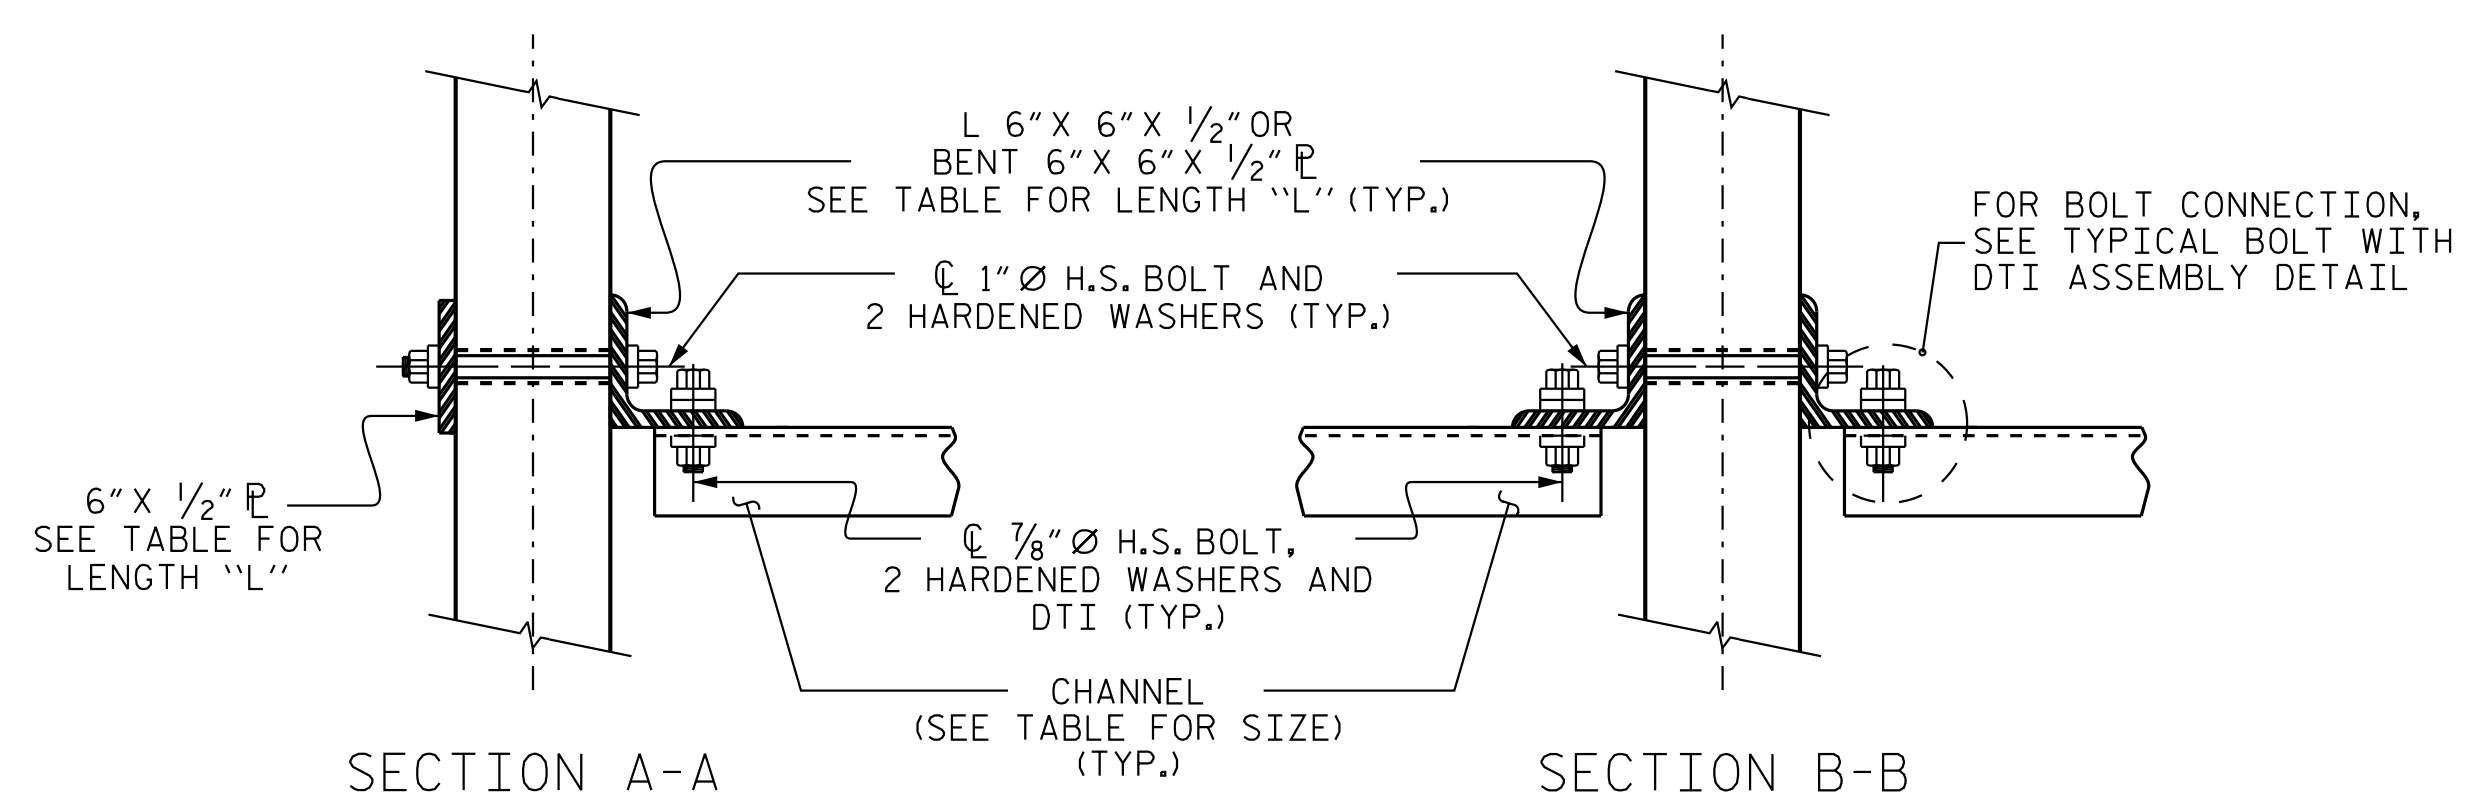 L 6" X 6" X 1/2" OR
BENT 6" X 6" X 1/2" ⅊
SEE TABLE FOR LENGTH "L" (TYP.)
℄ 1" Ø H.S. BOLT AND
2 HARDENED WASHERS (TYP.)
FOR BOLT CONNECTION,
SEE TYPICAL BOLT WITH
DTI ASSEMBLY DETAIL
6" X 1/2" ⅊
SEE TABLE FOR
LENGTH "L"
℄ 7/8" Ø H.S. BOLT,
2 HARDENED WASHERS AND
DTI (TYP.)
CHANNEL
(SEE TABLE FOR SIZE)
(TYP.)
SECTION A-A
SECTION B-B